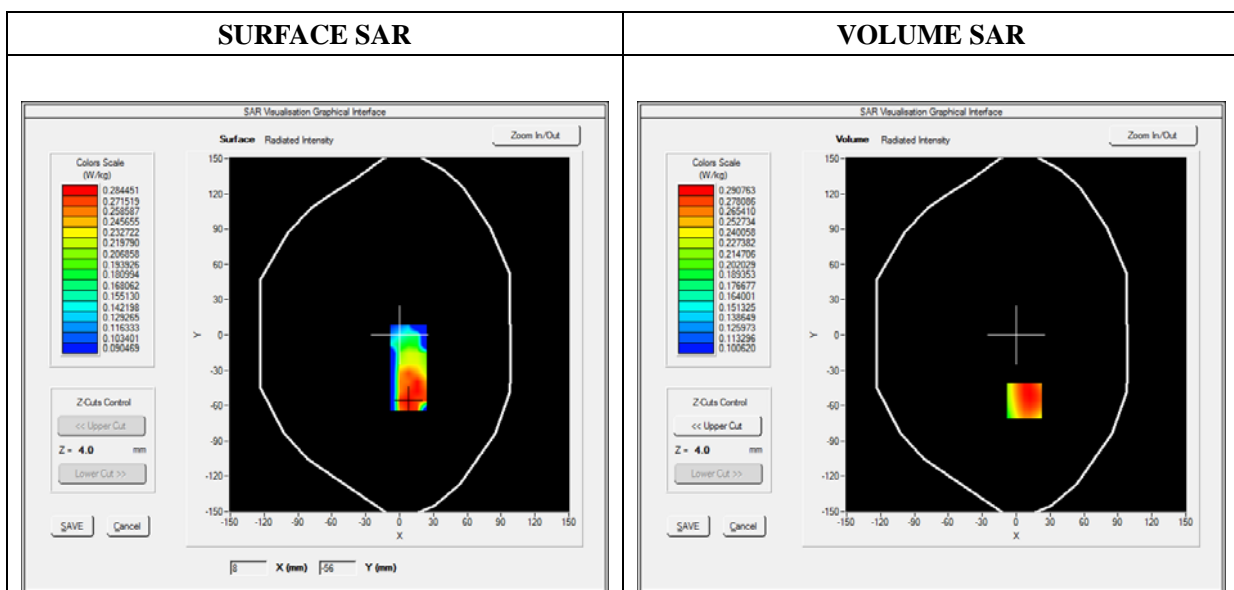 SURFACE SAR
VOLUME SAR
SAR Visualisation Graphical Interface
Surface Radiated Intensity
Zoom In/Out
Colors Scale
(W/kg)
0.284451
0.271519
0.258587
0.245655
0.232722
0.219790
0.206858
0.193926
0.180994
0.168062
0.155130
0.142198
0.129265
0.116333
0.103401
0.090469
150
120
90
60
30
0
-30
-60
-90
-120
-150
Y
-150 -120 -90 -60 -30 0 30 60 90 120 150
X
Z-Cuts Control
<< Upper Cut
Z = 4.0 mm
Lower Cut >>
SAVE Cancel
8 X (mm) -56 Y (mm)
SAR Visualisation Graphical Interface
Volume Radiated Intensity
Zoom In/Out
Colors Scale
(W/kg)
0.290763
0.278086
0.265410
0.252734
0.240058
0.227382
0.214706
0.202029
0.189353
0.176677
0.164001
0.151325
0.138649
0.125973
0.113296
0.100620
150
120
90
60
30
0
-30
-60
-90
-120
-150
Y
-150 -120 -90 -60 -30 0 30 60 90 120 150
X
Z-Cuts Control
<< Upper Cut
Z = 4.0 mm
Lower Cut >>
SAVE Cancel